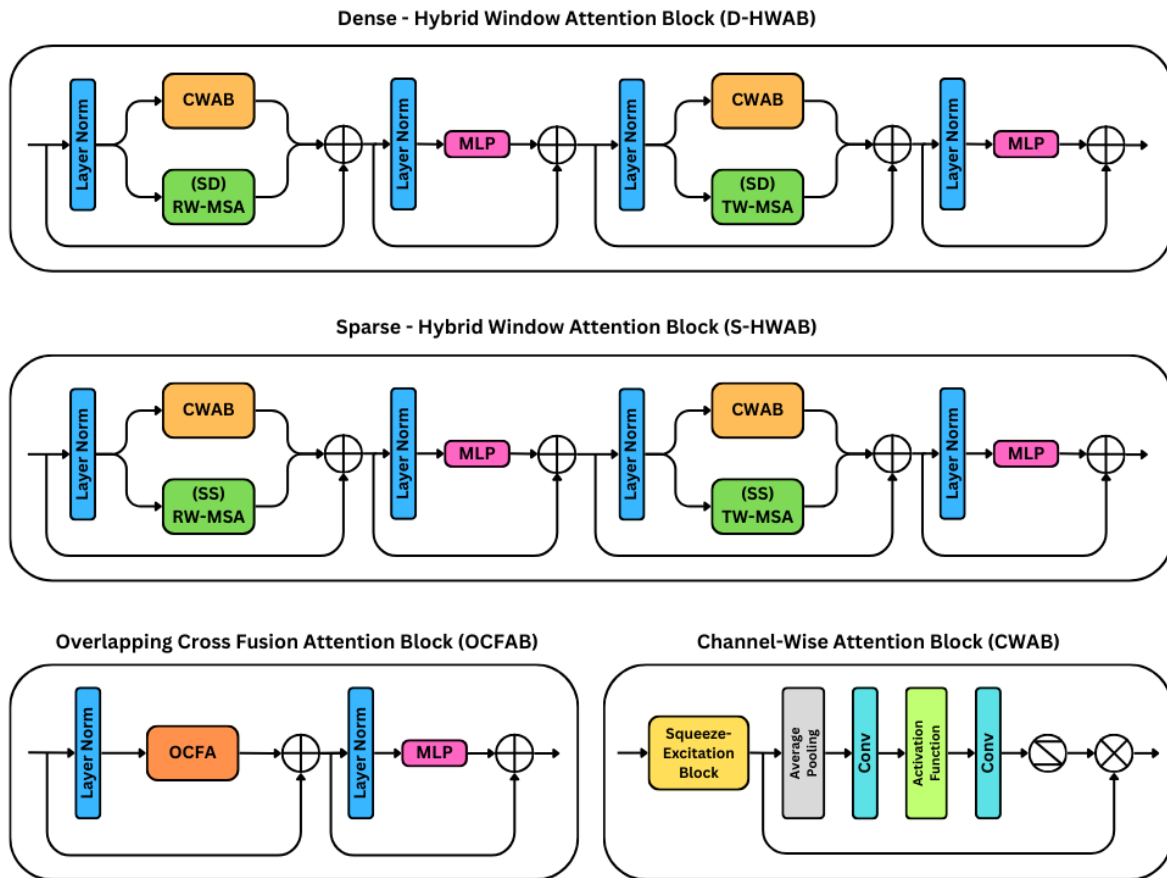 Dense - Hybrid Window Attention Block (D-HWAB)
Layer Norm
CWAB
(SD)
RW-MSA
Layer Norm
MLP
Layer Norm
CWAB
(SD)
TW-MSA
Layer Norm
MLP
Sparse - Hybrid Window Attention Block (S-HWAB)
Layer Norm
CWAB
(SS)
RW-MSA
Layer Norm
MLP
Layer Norm
CWAB
(SS)
TW-MSA
Layer Norm
MLP
Overlapping Cross Fusion Attention Block (OCFAB)
Layer Norm
OCFA
Layer Norm
MLP
Channel-Wise Attention Block (CWAB)
Squeeze-
Excitation
Block
Average
Pooling
Conv
Activation
Function
Conv